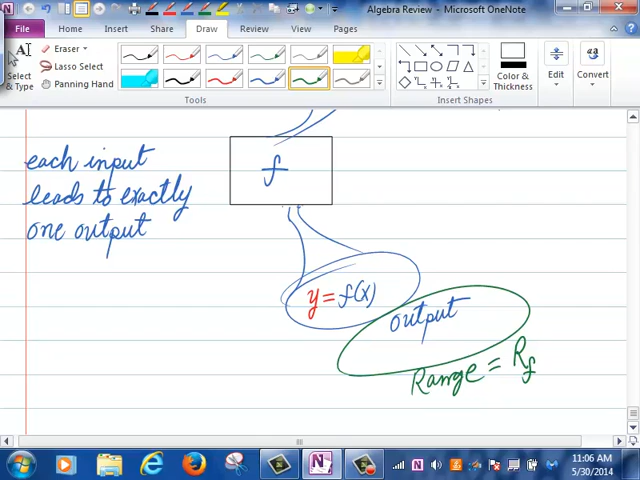 Algebra Review - Microsoft OneNote
File Home Insert Share Draw Review Pages View
Select & Type
Eraser
Lasso Select
Panning Hand
Color & Thickness
Edit
Convert
Tools
Insert Shapes
f
each input
leads to exactly
one output
y = f(x)
output
Range = Rf
11:06 AM
5/30/2014